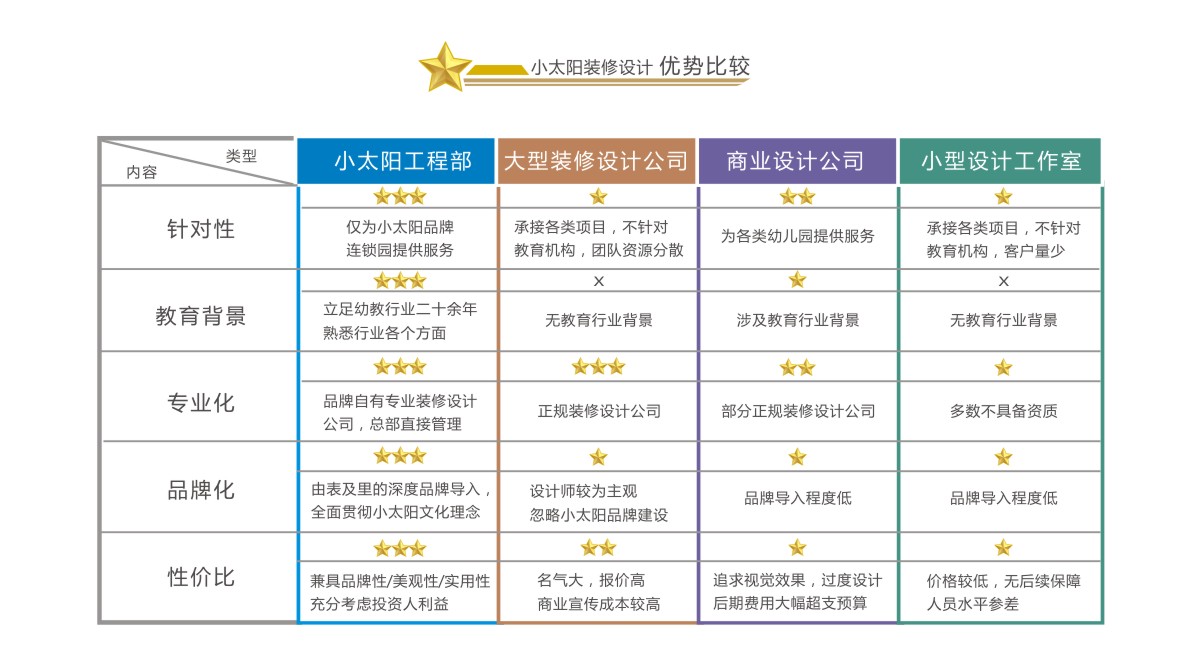 小太阳装修设计 优势比较
类型
内容
小太阳工程部 大型装修设计公司 商业设计公司 小型设计工作室
针对性
仅为小太阳品牌
连锁园提供服务
承接各类项目，不针对
教育机构，团队资源分散
为各类幼儿园提供服务
承接各类项目，不针对
教育机构，客户量少
教育背景
立足幼教行业二十余年
熟悉行业各个方面
x
无教育行业背景
涉及教育行业背景
x
无教育行业背景
专业化
品牌自有专业装修设计
公司，总部直接管理
正规装修设计公司
部分正规装修设计公司
多数不具备资质
品牌化
由表及里的深度品牌导入，
全面贯彻小太阳文化理念
设计师较为主观
忽略小太阳品牌建设
品牌导入程度低
品牌导入程度低
性价比
兼具品牌性/美观性/实用性
充分考虑投资人利益
名气大，报价高
商业宣传成本较高
追求视觉效果，过度设计
后期费用大幅超支预算
价格较低，无后续保障
人员水平参差